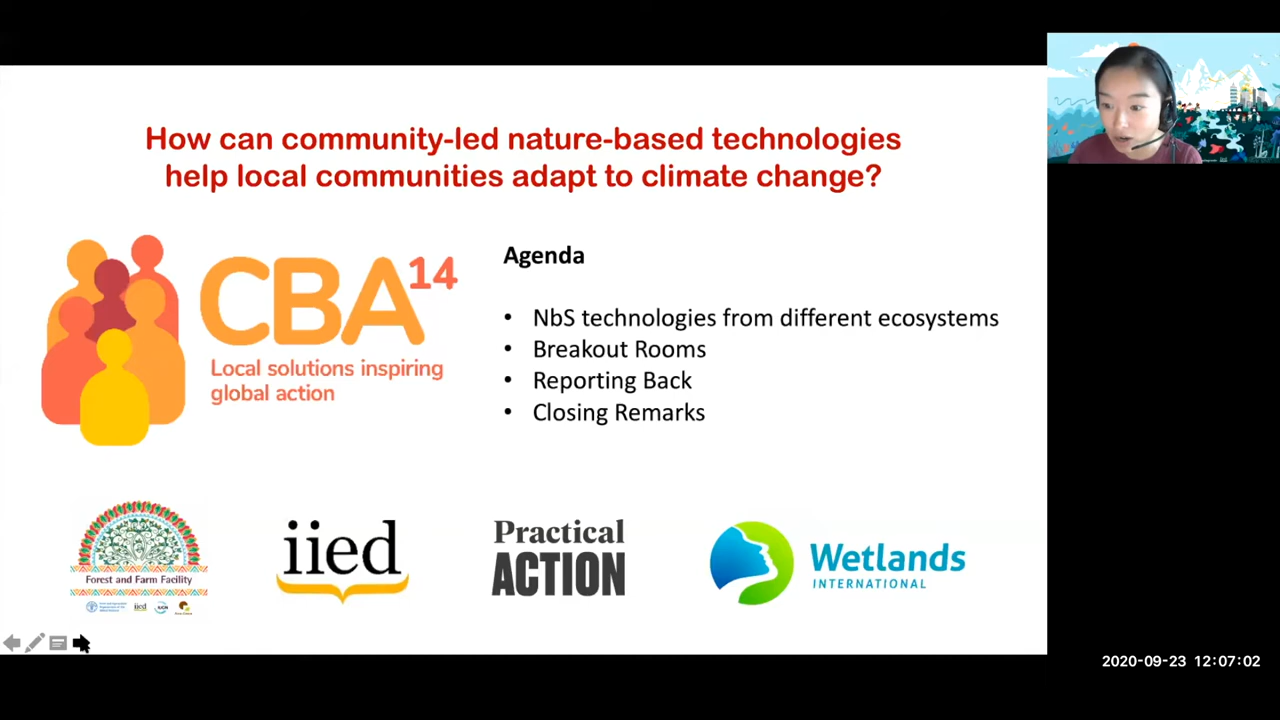 How can community-led nature-based technologies
help local communities adapt to climate change?
CBA14
Local solutions inspiring
global action
Agenda
• NbS technologies from different ecosystems
• Breakout Rooms
• Reporting Back
• Closing Remarks
Forest and Farm Facility
iied
iied
Practical
ACTION
Wetlands
INTERNATIONAL
2020-09-23 12:07:02